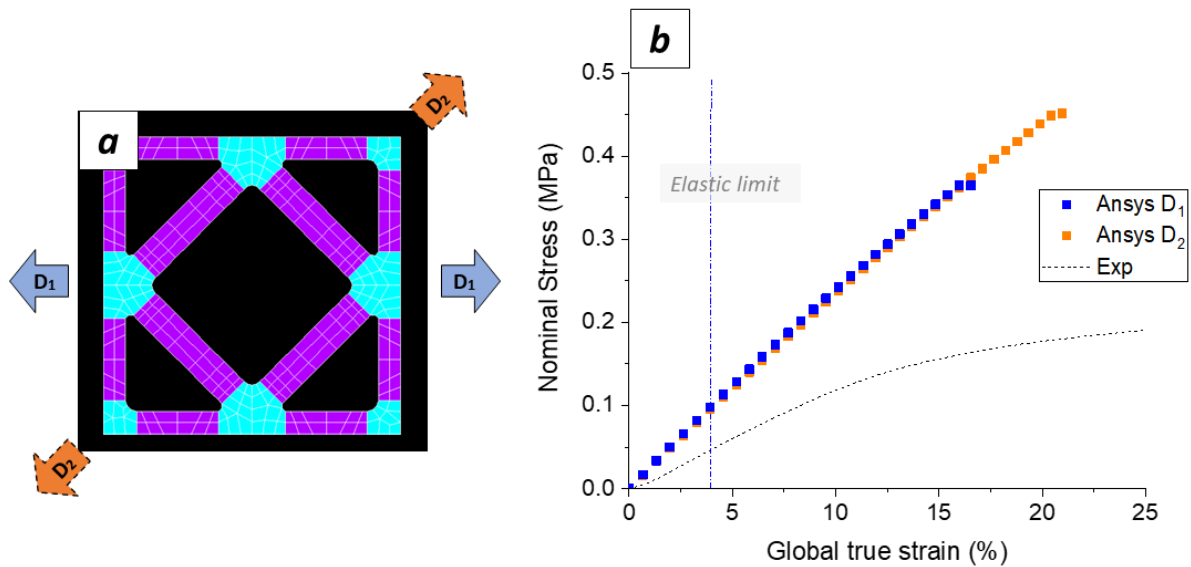 a
D2
D1
D1
D2
b
Nominal Stress (MPa)
0.5
0.4
0.3
0.2
0.1
0.0
Elastic limit
Ansys D1
Ansys D2
Exp
0
5
10
15
20
25
Global true strain (%)